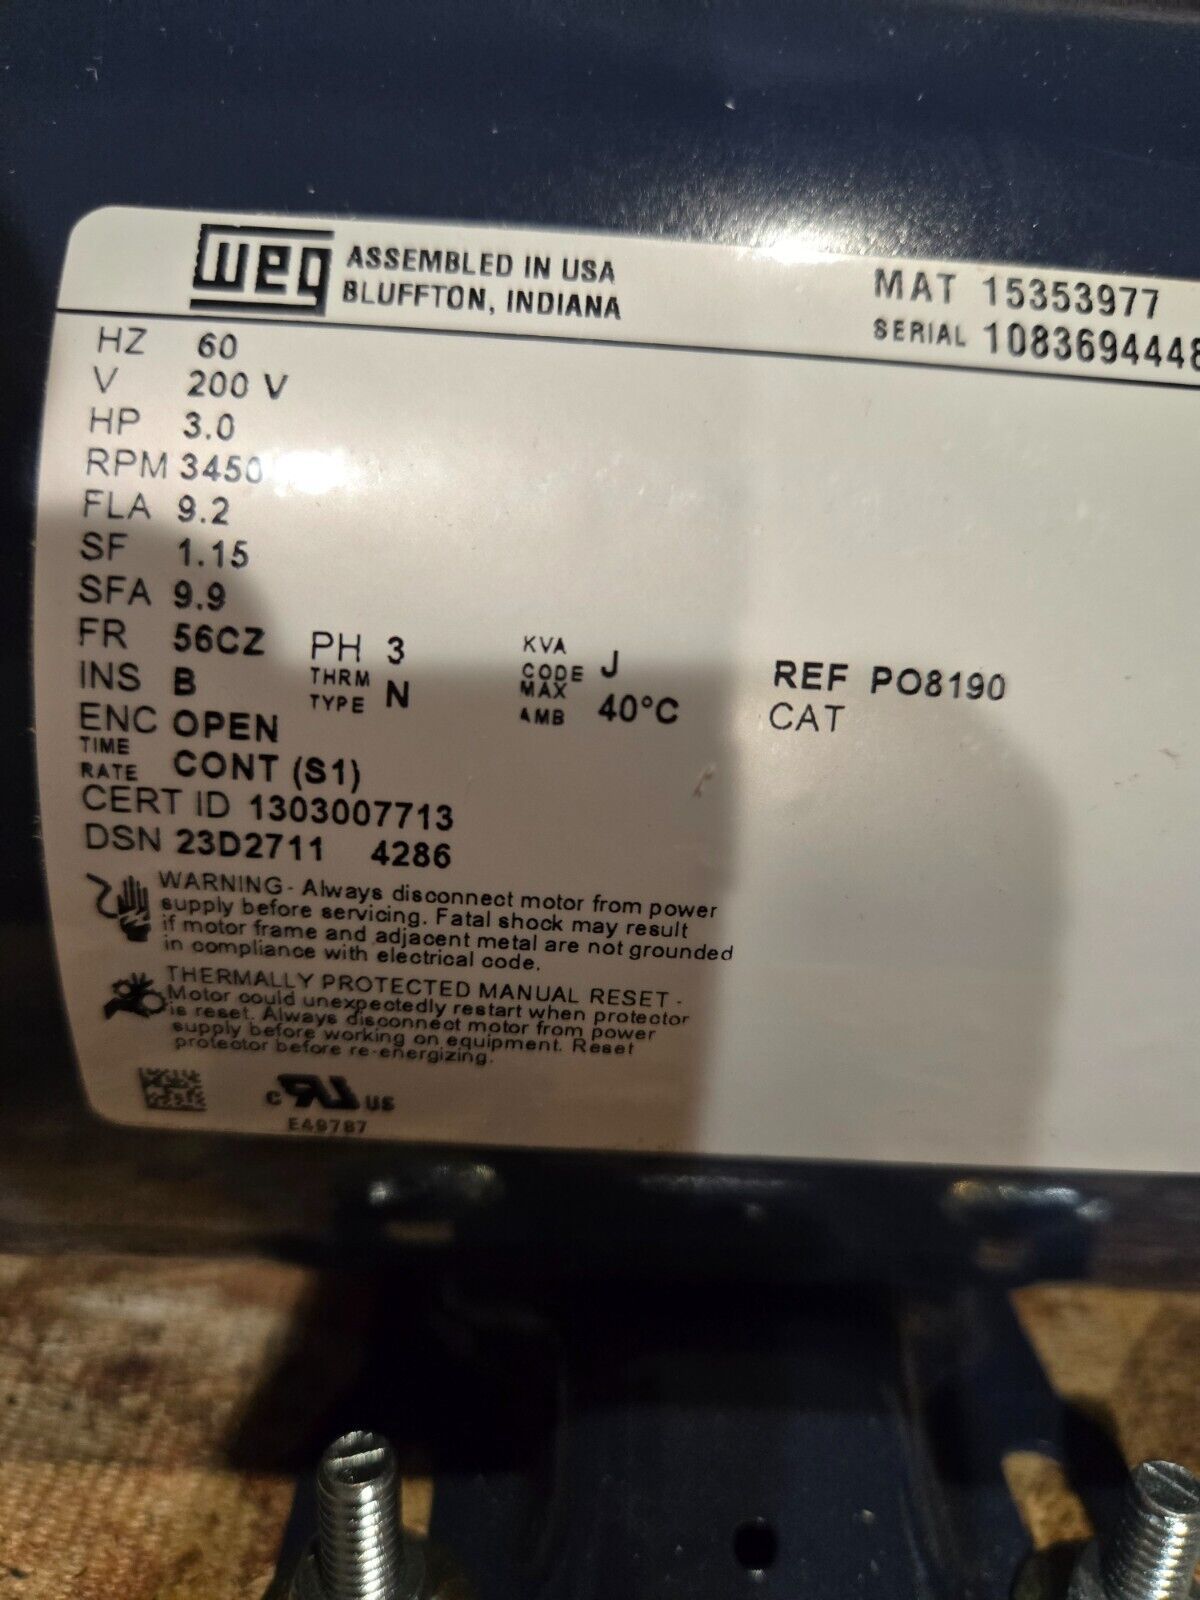 weg ASSEMBLED IN USA
BLUFFTON, INDIANA
MAT 15353977
SERIAL 1083694448
HZ 60
V 200 V
HP 3.0
RPM 3450
FLA 9.2
SF 1.15
SFA 9.9
FR 56CZ PH 3 KVA CODE J REF PO8190
INS B THRM TYPE N MAX AMB 40°C CAT
ENC OPEN
TIME RATE CONT (S1)
CERT ID 1303007713
DSN 23D2711 4286
WARNING - Always disconnect motor from power
supply before servicing. Fatal shock may result
if motor frame and adjacent metal are not grounded
in compliance with electrical code.
THERMALLY PROTECTED MANUAL RESET -
Motor could unexpectedly restart when protector
is reset. Always disconnect motor from power
supply before working on equipment. Reset
protector before re-energizing.
c RU US
E49787